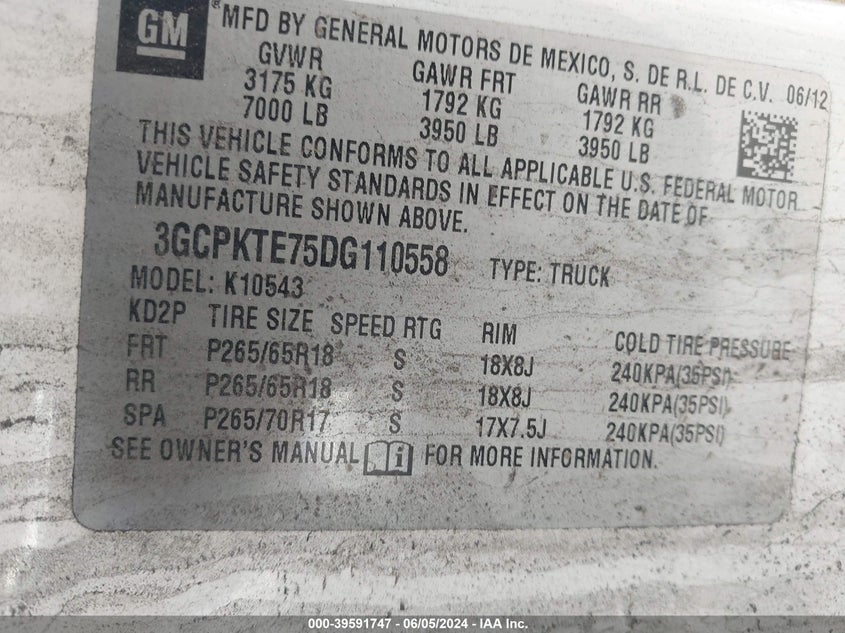 GM
® MFD BY GENERAL MOTORS DE MEXICO, S. DE R.L. DE C.V. 06/12
GVWR GAWR FRT GAWR RR
3175 KG 1792 KG 1792 KG
7000 LB 3950 LB 3950 LB
THIS VEHICLE CONFORMS TO ALL APPLICABLE U.S. FEDERAL MOTOR
VEHICLE SAFETY STANDARDS IN EFFECT ON THE DATE OF
MANUFACTURE SHOWN ABOVE.
3GCPKTE75DG110558 TYPE: TRUCK
MODEL: K10543
KD2P TIRE SIZE SPEED RTG RIM COLD TIRE PRESSURE
FRT P265/65R18 S 18X8J 240KPA(35PSI)
RR P265/65R18 S 18X8J 240KPA(35PSI)
SPA P265/70R17 S 17X7.5J 240KPA(35PSI)
SEE OWNER'S MANUAL FOR MORE INFORMATION.
000-39591747 - 06/05/2024 - IAA Inc.